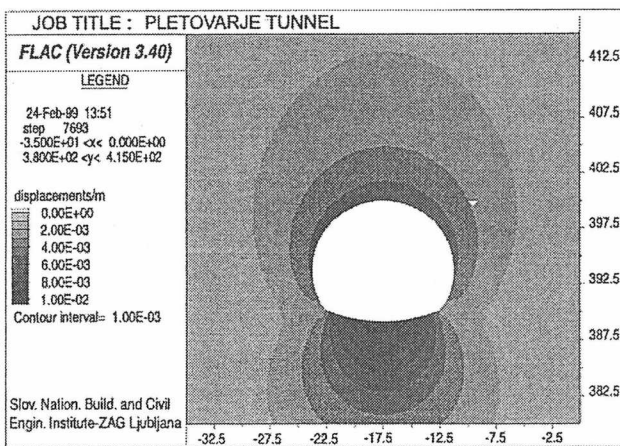 JOB TITLE : PLETOVARJE TUNNEL
FLAC (Version 3.40)
LEGEND
24-Feb-99 13:51
step 7693
-3.500E+01 <x< 0.000E+00
3.800E+02 <y< 4.150E+02
displacements/m
0.00E+00
2.00E-03
4.00E-03
6.00E-03
8.00E-03
1.00E-02
Contour interval= 1.00E-03
Slov. Nation. Build. and Civil
Engin. Institute-ZAG Ljubljana
412.5
407.5
402.5
397.5
392.5
387.5
382.5
-32.5 -27.5 -22.5 -17.5 -12.5 -7.5 -2.5